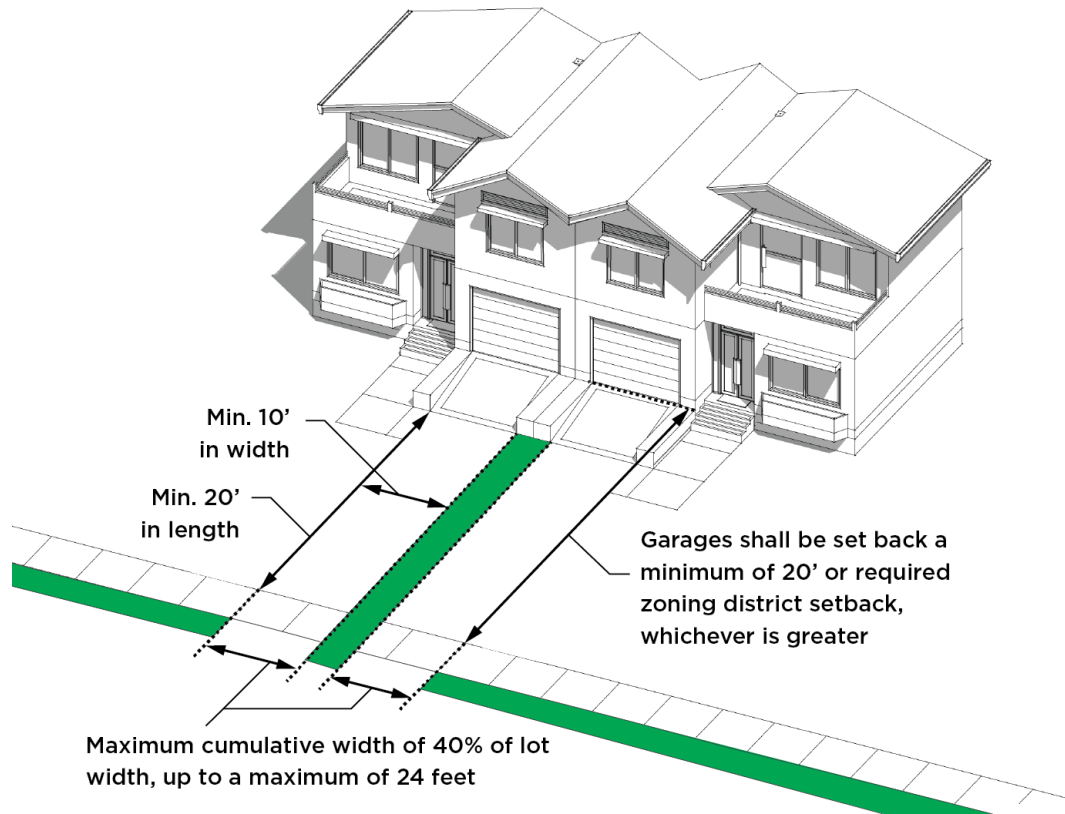 Min. 10’
in width
Min. 20’
in length
Garages shall be set back a
minimum of 20’ or required
zoning district setback,
whichever is greater
Maximum cumulative width of 40% of lot
width, up to a maximum of 24 feet